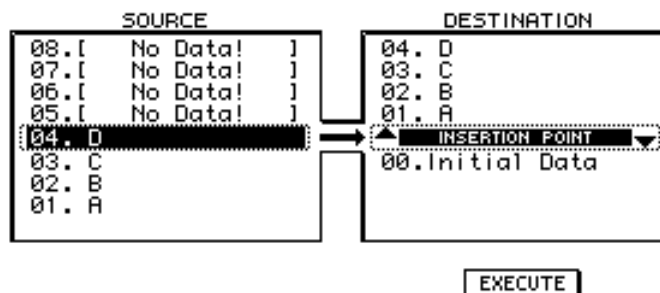 SOURCE
08.[ No Data! ]
07.[ No Data! ]
06.[ No Data! ]
05.[ No Data! ]
04. D
03. C
02. B
01. A
DESTINATION
04. D
03. C
02. B
01. A
INSERTION POINT
00.Initial Data
EXECUTE